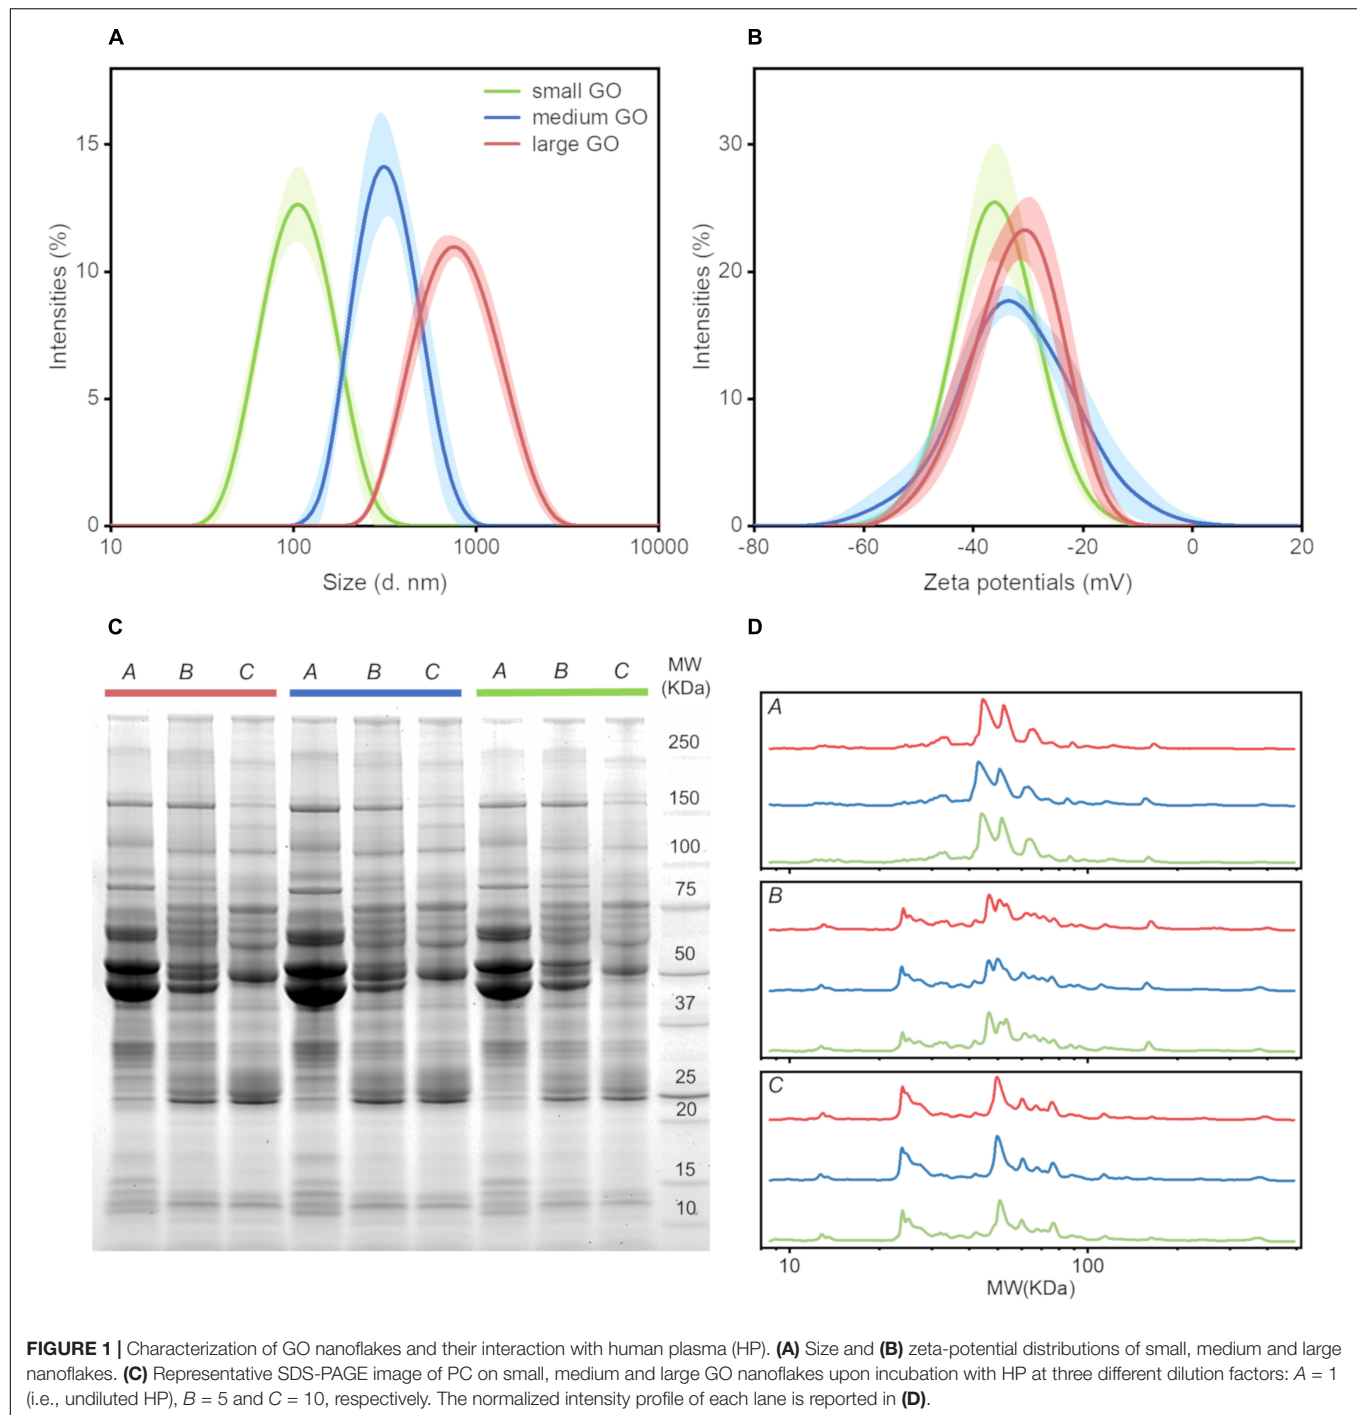 A
B
small GO
medium GO
large GO
15
10
5
0
Intensities (%)
10
100
1000
10000
Size (d. nm)
30
20
10
0
Intensities (%)
-80
-60
-40
-20
0
20
Zeta potentials (mV)
C
D
A B C A B C A B C
MW
(KDa)
250
150
100
75
50
37
25
20
15
10
A
B
C
10
100
MW(KDa)
FIGURE 1 | Characterization of GO nanoflakes and their interaction with human plasma (HP). (A) Size and (B) zeta-potential distributions of small, medium and large
nanoflakes. (C) Representative SDS-PAGE image of PC on small, medium and large GO nanoflakes upon incubation with HP at three different dilution factors: A = 1
(i.e., undiluted HP), B = 5 and C = 10, respectively. The normalized intensity profile of each lane is reported in (D).